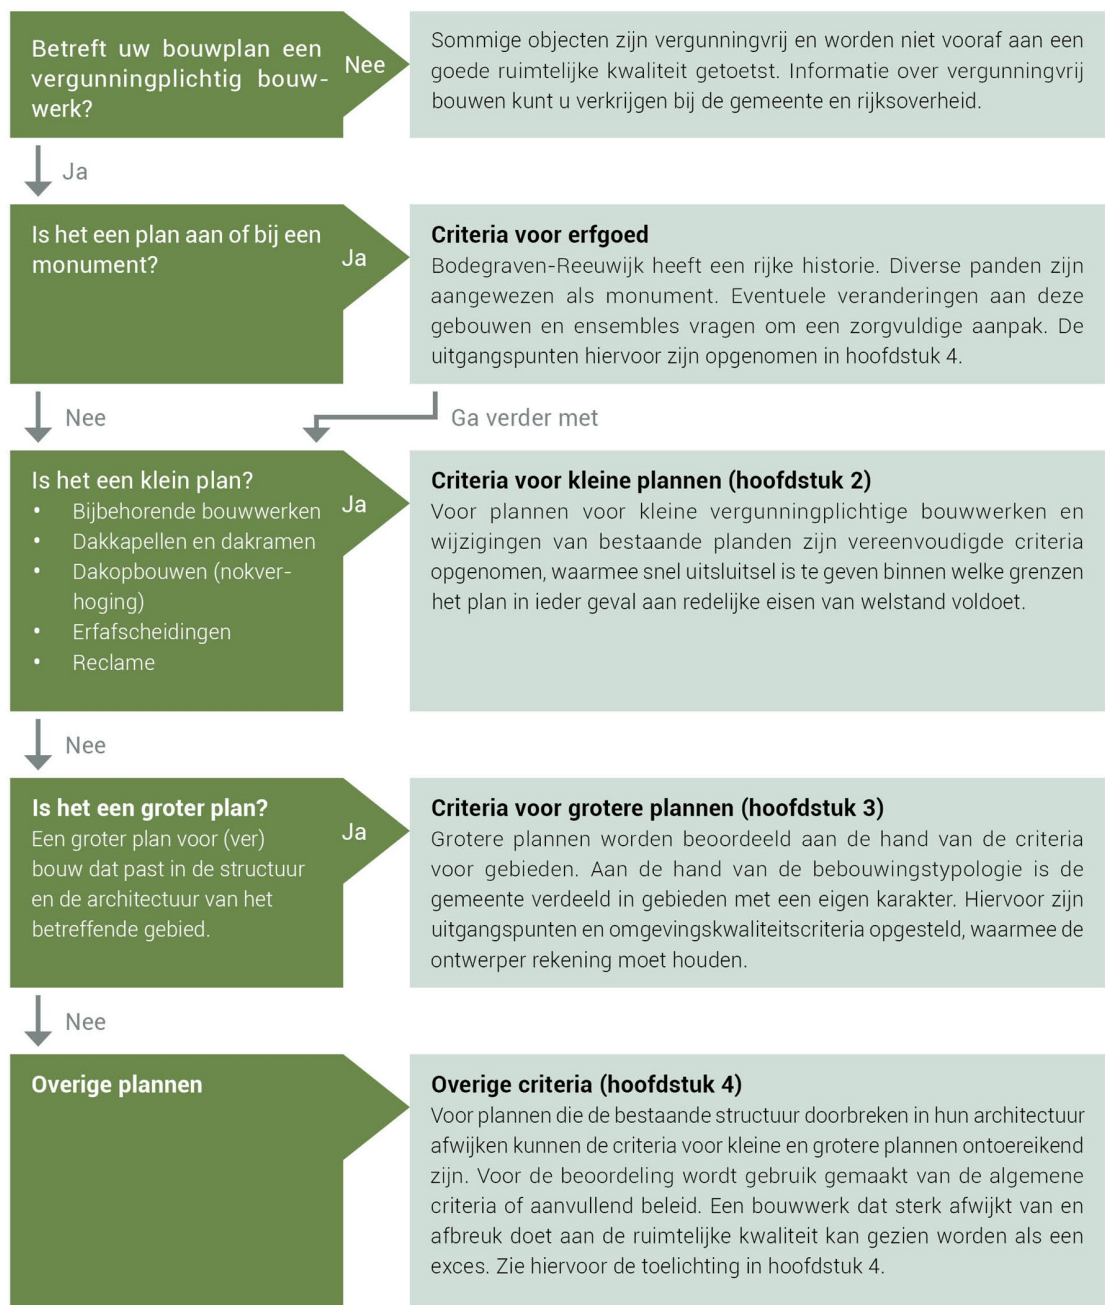 Betreft uw bouwplan een
vergunningplichtig bouw-
werk?
Nee
Sommige objecten zijn vergunningvrij en worden niet vooraf aan een
goede ruimtelijke kwaliteit getoetst. Informatie over vergunningvrij
bouwen kunt u verkrijgen bij de gemeente en rijksoverheid.
Ja
Is het een plan aan of bij een
monument?
Ja
Criteria voor erfgoed
Bodegraven-Reeuwijk heeft een rijke historie. Diverse panden zijn
aangewezen als monument. Eventuele veranderingen aan deze
gebouwen en ensembles vragen om een zorgvuldige aanpak. De
uitgangspunten hiervoor zijn opgenomen in hoofdstuk 4.
Nee
Ga verder met
Is het een klein plan?
• Bijbehorende bouwwerken
• Dakkapellen en dakramen
• Dakopbouwen (nokver-
hoging)
• Erfafscheidingen
• Reclame
Ja
Criteria voor kleine plannen (hoofdstuk 2)
Voor plannen voor kleine vergunningplichtige bouwwerken en
wijzigingen van bestaande planden zijn vereenvoudigde criteria
opgenomen, waarmee snel uitsluitsel is te geven binnen welke grenzen
het plan in ieder geval aan redelijke eisen van welstand voldoet.
Nee
Is het een groter plan?
Een groter plan voor (ver)
bouw dat past in de structuur
en de architectuur van het
betreffende gebied.
Ja
Criteria voor grotere plannen (hoofdstuk 3)
Grotere plannen worden beoordeeld aan de hand van de criteria
voor gebieden. Aan de hand van de bebouwingstypologie is de
gemeente verdeeld in gebieden met een eigen karakter. Hiervoor zijn
uitgangspunten en omgevingskwaliteitscriteria opgesteld, waarmee de
ontwerper rekening moet houden.
Nee
Overige plannen
Overige criteria (hoofdstuk 4)
Voor plannen die de bestaande structuur doorbreken in hun architectuur
afwijken kunnen de criteria voor kleine en grotere plannen ontoereikend
zijn. Voor de beoordeling wordt gebruik gemaakt van de algemene
criteria of aanvullend beleid. Een bouwwerk dat sterk afwijkt van en
afbreuk doet aan de ruimtelijke kwaliteit kan gezien worden als een
exces. Zie hiervoor de toelichting in hoofdstuk 4.